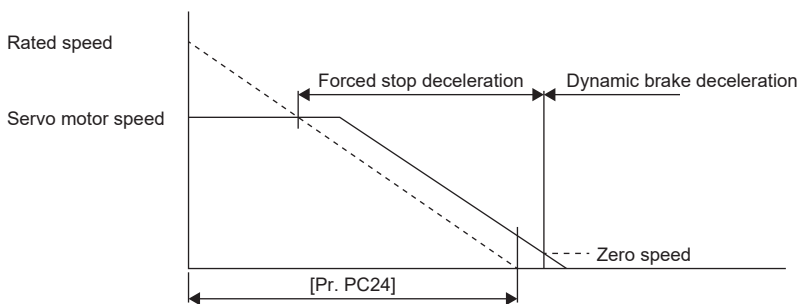 Rated speed
Forced stop deceleration
Dynamic brake deceleration
Servo motor speed
Zero speed
[Pr. PC24]